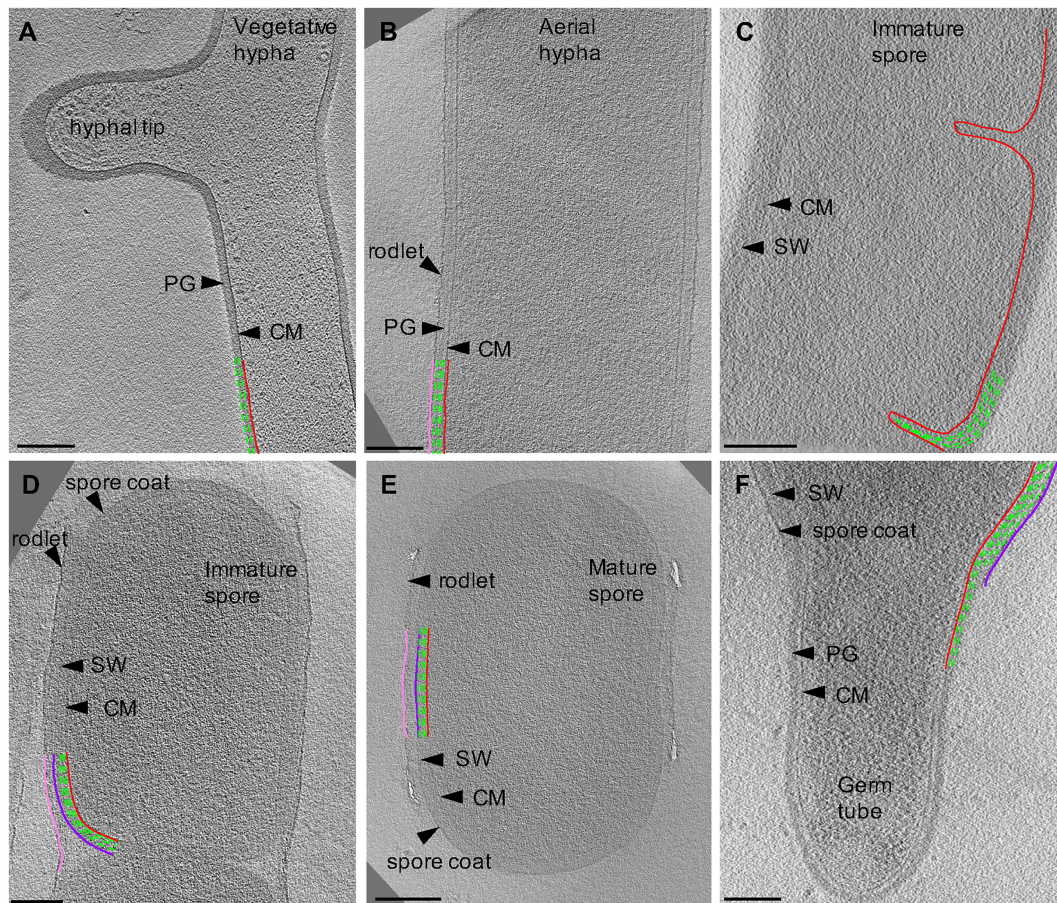 A
Vegetative
hypha
hyphal tip
PG
CM
B
Aerial
hypha
rodlet
PG
CM
C
Immature
spore
CM
SW
D
spore coat
rodlet
Immature
spore
SW
CM
E
rodlet
Mature
spore
SW
CM
spore coat
F
SW
spore coat
PG
CM
Germ
tube